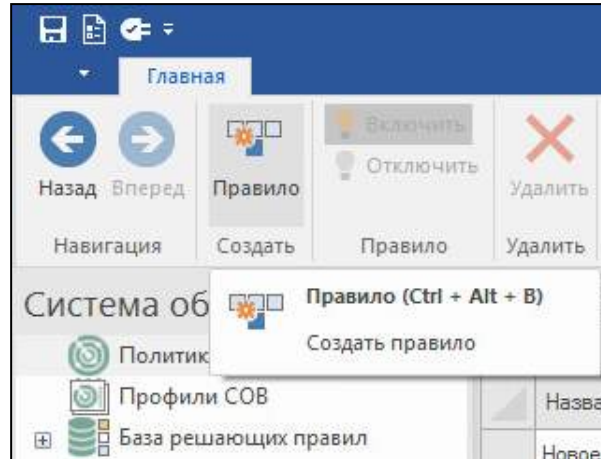 Главная
Включить
Отключить
Назад Вперед Правило Удалить
Навигация Создать Правило Удалить
Система об
Правило (Ctrl + Alt + B)
Создать правило
Политик
Профили СОВ
База решающих правил
Назва
Новое